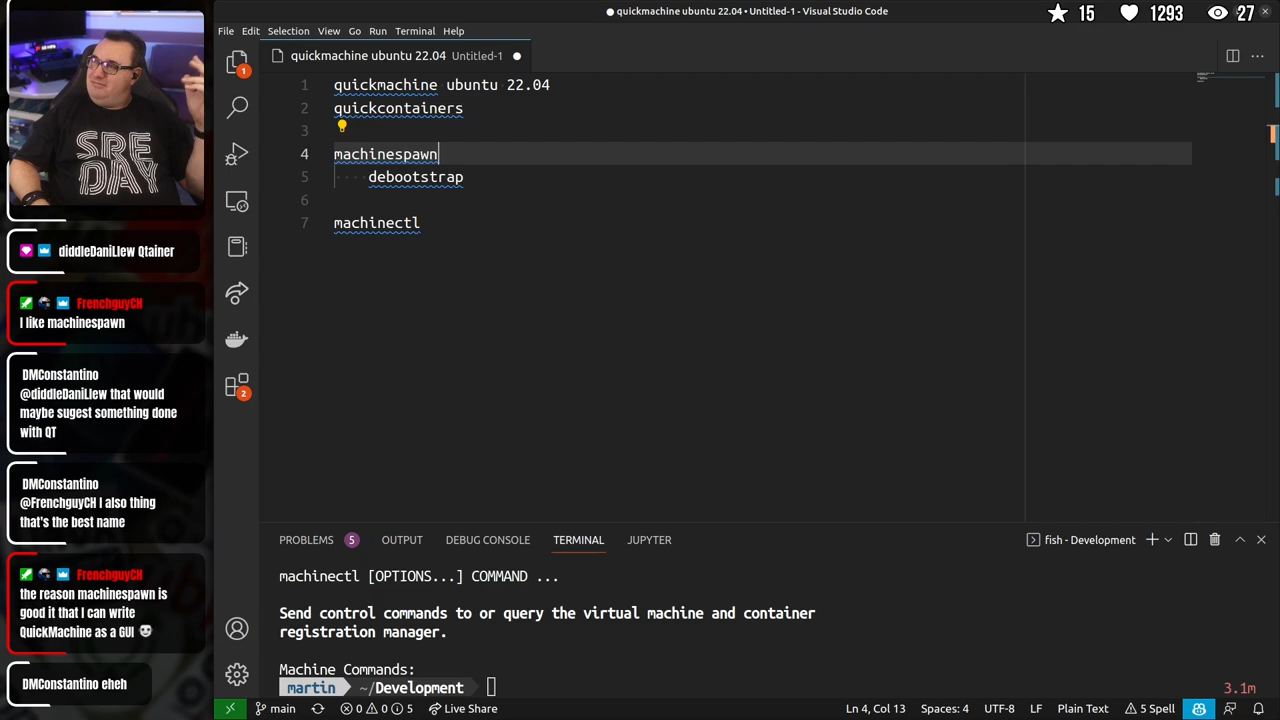 quickmachine ubuntu 22.04 • Untitled-1 - Visual Studio Code
15
1293
27
File Edit Selection View Go Run Terminal Help
quickmachine ubuntu 22.04 Untitled-1
1 quickmachine ubuntu 22.04
2 quickcontainers
3
4 machinespawn
5 debootstrap
6
7 machinectl
1
2
SRE
DAY
diddleDaniLlew Qtainer
FrenchguyCH
I like machinespawn
DMConstantino
@diddleDaniLlew that would
maybe sugest something done
with QT
DMConstantino
@FrenchguyCH I also thing
that's the best name
FrenchguyCH
the reason machinespawn is
good it that I can write
QuickMachine as a GUI
DMConstantino eheh
PROBLEMS 5 OUTPUT DEBUG CONSOLE TERMINAL JUPYTER
fish - Development
machinectl [OPTIONS...] COMMAND ...
Send control commands to or query the virtual machine and container
registration manager.
Machine Commands:
martin ~/Development
3.1m
main 0 0 5 Live Share
Ln 4, Col 13 Spaces: 4 UTF-8 LF Plain Text 5 Spell